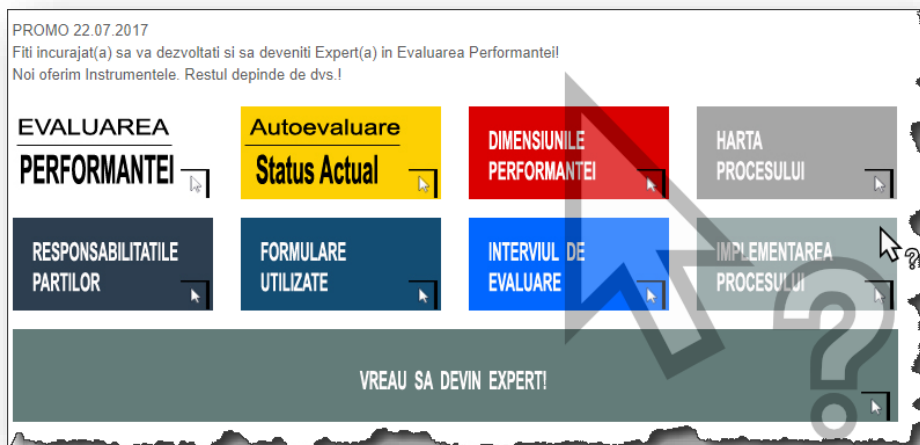 PROMO 22.07.2017
Fiti incurajat(a) sa va dezvoltati si sa deveniti Expert(a) in Evaluarea Performantei!
Noi oferim Instrumentele. Restul depinde de dvs.!
EVALUAREA
PERFORMANTEI
Autoevaluare
Status Actual
DIMENSIUNILE
PERFORMANTEI
HARTA
PROCESULUI
RESPONSABILITATILE
PARTILOR
FORMULARE
UTILIZATE
INTERVIUL DE
EVALUARE
IMPLEMENTAREA
PROCESULUI
?
?
VREAU SA DEVIN EXPERT!